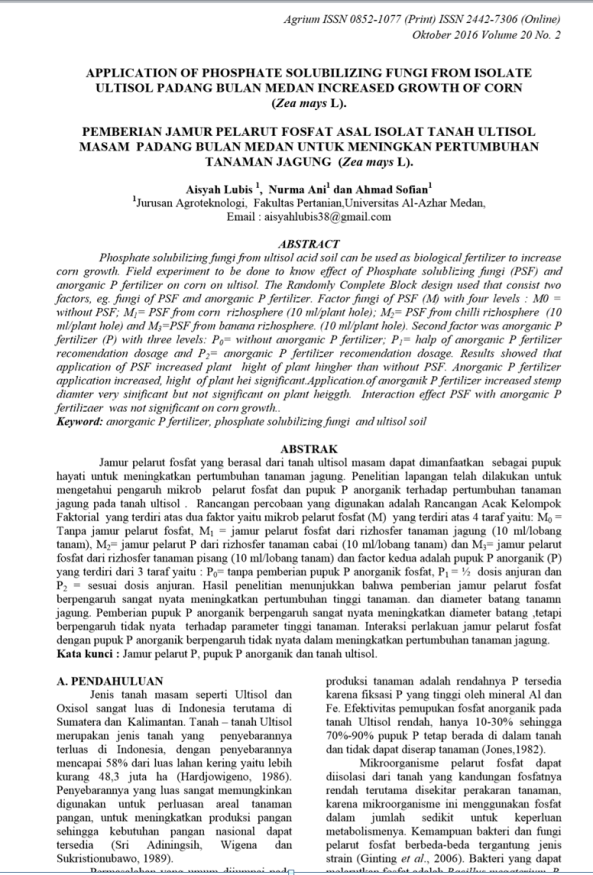 Agrium ISSN 0852-1077 (Print) ISSN 2442-7306 (Online)
Oktober 2016 Volume 20 No. 2
APPLICATION OF PHOSPHATE SOLUBILIZING FUNGI FROM ISOLATE
ULTISOL PADANG BULAN MEDAN INCREASED GROWTH OF CORN
(Zea mays L).
PEMBERIAN JAMUR PELARUT FOSFAT ASAL ISOLAT TANAH ULTISOL
MASAM PADANG BULAN MEDAN UNTUK MENINGKAN PERTUMBUHAN
TANAMAN JAGUNG (Zea mays L).
Aisyah Lubis ¹, Nurma Ani¹ dan Ahmad Sofian¹
¹Jurusan Agroteknologi, Fakultas Pertanian,Universitas Al-Azhar Medan,
Email : aisyahlubis38@gmail.com
ABSTRACT
Phosphate solubilizing fungi from ultisol acid soil can be used as biological fertilizer to increase
corn growth. Field experiment to be done to know effect of Phosphate solublizing fungi (PSF) and
anorganic P fertilizer on corn on ultisol. The Randomly Complete Block design used that consist two
factors, eg. fungi of PSF and anorganic P fertilizer. Factor fungi of PSF (M) with four levels : M0 =
without PSF; M₁= PSF from corn rhizosphere (10 ml/plant hole); M₂= PSF from chilli rhizosphere (10
ml/plant hole) and M₃=PSF from banana rhizosphere. (10 ml/plant hole). Second factor was anorganic P
fertilizer (P) with three levels: P₀= without anorganic P fertilizer; P₁= halp of anorganic P fertilizer
recomendation dosage and P₂= anorganic P fertilizer recomendation dosage. Results showed that
application of PSF increased plant hight of plant hingher than without PSF. Anorganic P fertilizer
application increased, hight of plant hei significant.Application.of anorganik P fertilizer increased stemp
diamter very sinificant but not significant on plant heiggth. Interaction effect PSF with anorganic P
fertilizaer was not significant on corn growth..
Keyword: anorganic P fertilizer, phosphate solubilizing fungi and ultisol soil
ABSTRAK
Jamur pelarut fosfat yang berasal dari tanah ultisol masam dapat dimanfaatkan sebagai pupuk
hayati untuk meningkatkan pertumbuhan tanaman jagung. Penelitian lapangan telah dilakukan untuk
mengetahui pengaruh mikrob pelarut fosfat dan pupuk P anorganik terhadap pertumbuhan tanaman
jagung pada tanah ultisol . Rancangan percobaan yang digunakan adalah Rancangan Acak Kelompok
Faktorial yang terdiri atas dua faktor yaitu mikrob pelarut fosfat (M) yang terdiri atas 4 taraf yaitu: M₀ =
Tanpa jamur pelarut fosfat, M₁ = jamur pelarut fosfat dari rizhosfer tanaman jagung (10 ml/lobang
tanam), M₂= jamur pelarut P dari rizhosfer tanaman cabai (10 ml/lobang tanam) dan M₃= jamur pelarut
fosfat dari rizhosfer tanaman pisang (10 ml/lobang tanam) dan factor kedua adalah pupuk P anorganik (P)
yang terdiri dari 3 taraf yaitu : P₀= tanpa pemberian pupuk P anorganik fosfat, P₁ = ½ dosis anjuran dan
P₂ = sestuai dosis anjuran. Hasil penelitian menunjukkan bahwa pemberian jamur pelarut fosfat
berpengaruh sangat nyata meningkatkan pertumbuhan tinggi tanaman. dan diameter batang tanamn
jagung. Pemberian pupuk P anorganik berpengaruh sangat nyata meningkatkan diameter batang ,tetapi
berpengaruh tidak nyata terhadap parameter tinggi tanaman. Interaksi perlakuan jamur pelarut fosfat
dengan pupuk P anorganik berpengaruh tidak nyata dalam meningkatkan pertumbuhan tanaman jagung.
Kata kunci : Jamur pelarut P, pupuk P anorganik dan tanah ultisol.
A. PENDAHULUAN
Jenis tanah masam seperti Ultisol dan
Oxisol sangat luas di Indonesia terutama di
Sumatera dan Kalimantan. Tanah – tanah Ultisol
merupakan jenis tanah yang penyebarannya
terluas di Indonesia, dengan penyebarannya
mencapai 58% dari luas lahan kering yaitu lebih
kurang 48,3 juta ha (Hardjowigeno, 1986).
Penyebarannya yang luas sangat memungkinkan
digunakan untuk perluasan areal tanaman
pangan, untuk meningkatkan produksi pangan
sehingga kebutuhan pangan nasional dapat
tersedia (Sri Adiningsih, Wigena dan
Sukristionubawo, 1989).
Permasalahan yang umum dijumpai pada
produksi tanaman adalah rendahnya P tersedia
karena fiksasi P yang tinggi oleh mineral Al dan
Fe. Efektivitas pemupukan fosfat anorganik pada
tanah Ultisol rendah, hanya 10-30% sehingga
70%-90% pupuk P tetap berada di dalam tanah
dan tidak dapat diserap tanaman (Jones,1982).
Mikroorganisme pelarut fosfat dapat
diisolasi dari tanah yang kandungan fosfatnya
rendah terutama disekitar perakaran tanaman,
karena mikroorganisme ini menggunakan fosfat
dalam jumlah sedikit untuk keperluan
metabolismenya. Kemampuan bakteri dan fungi
pelarut fosfat berbeda-beda tergantung jenis
strain (Ginting et al., 2006). Bakteri yang dapat
melarutkan fosfat adalah Basillus megaterium, B.